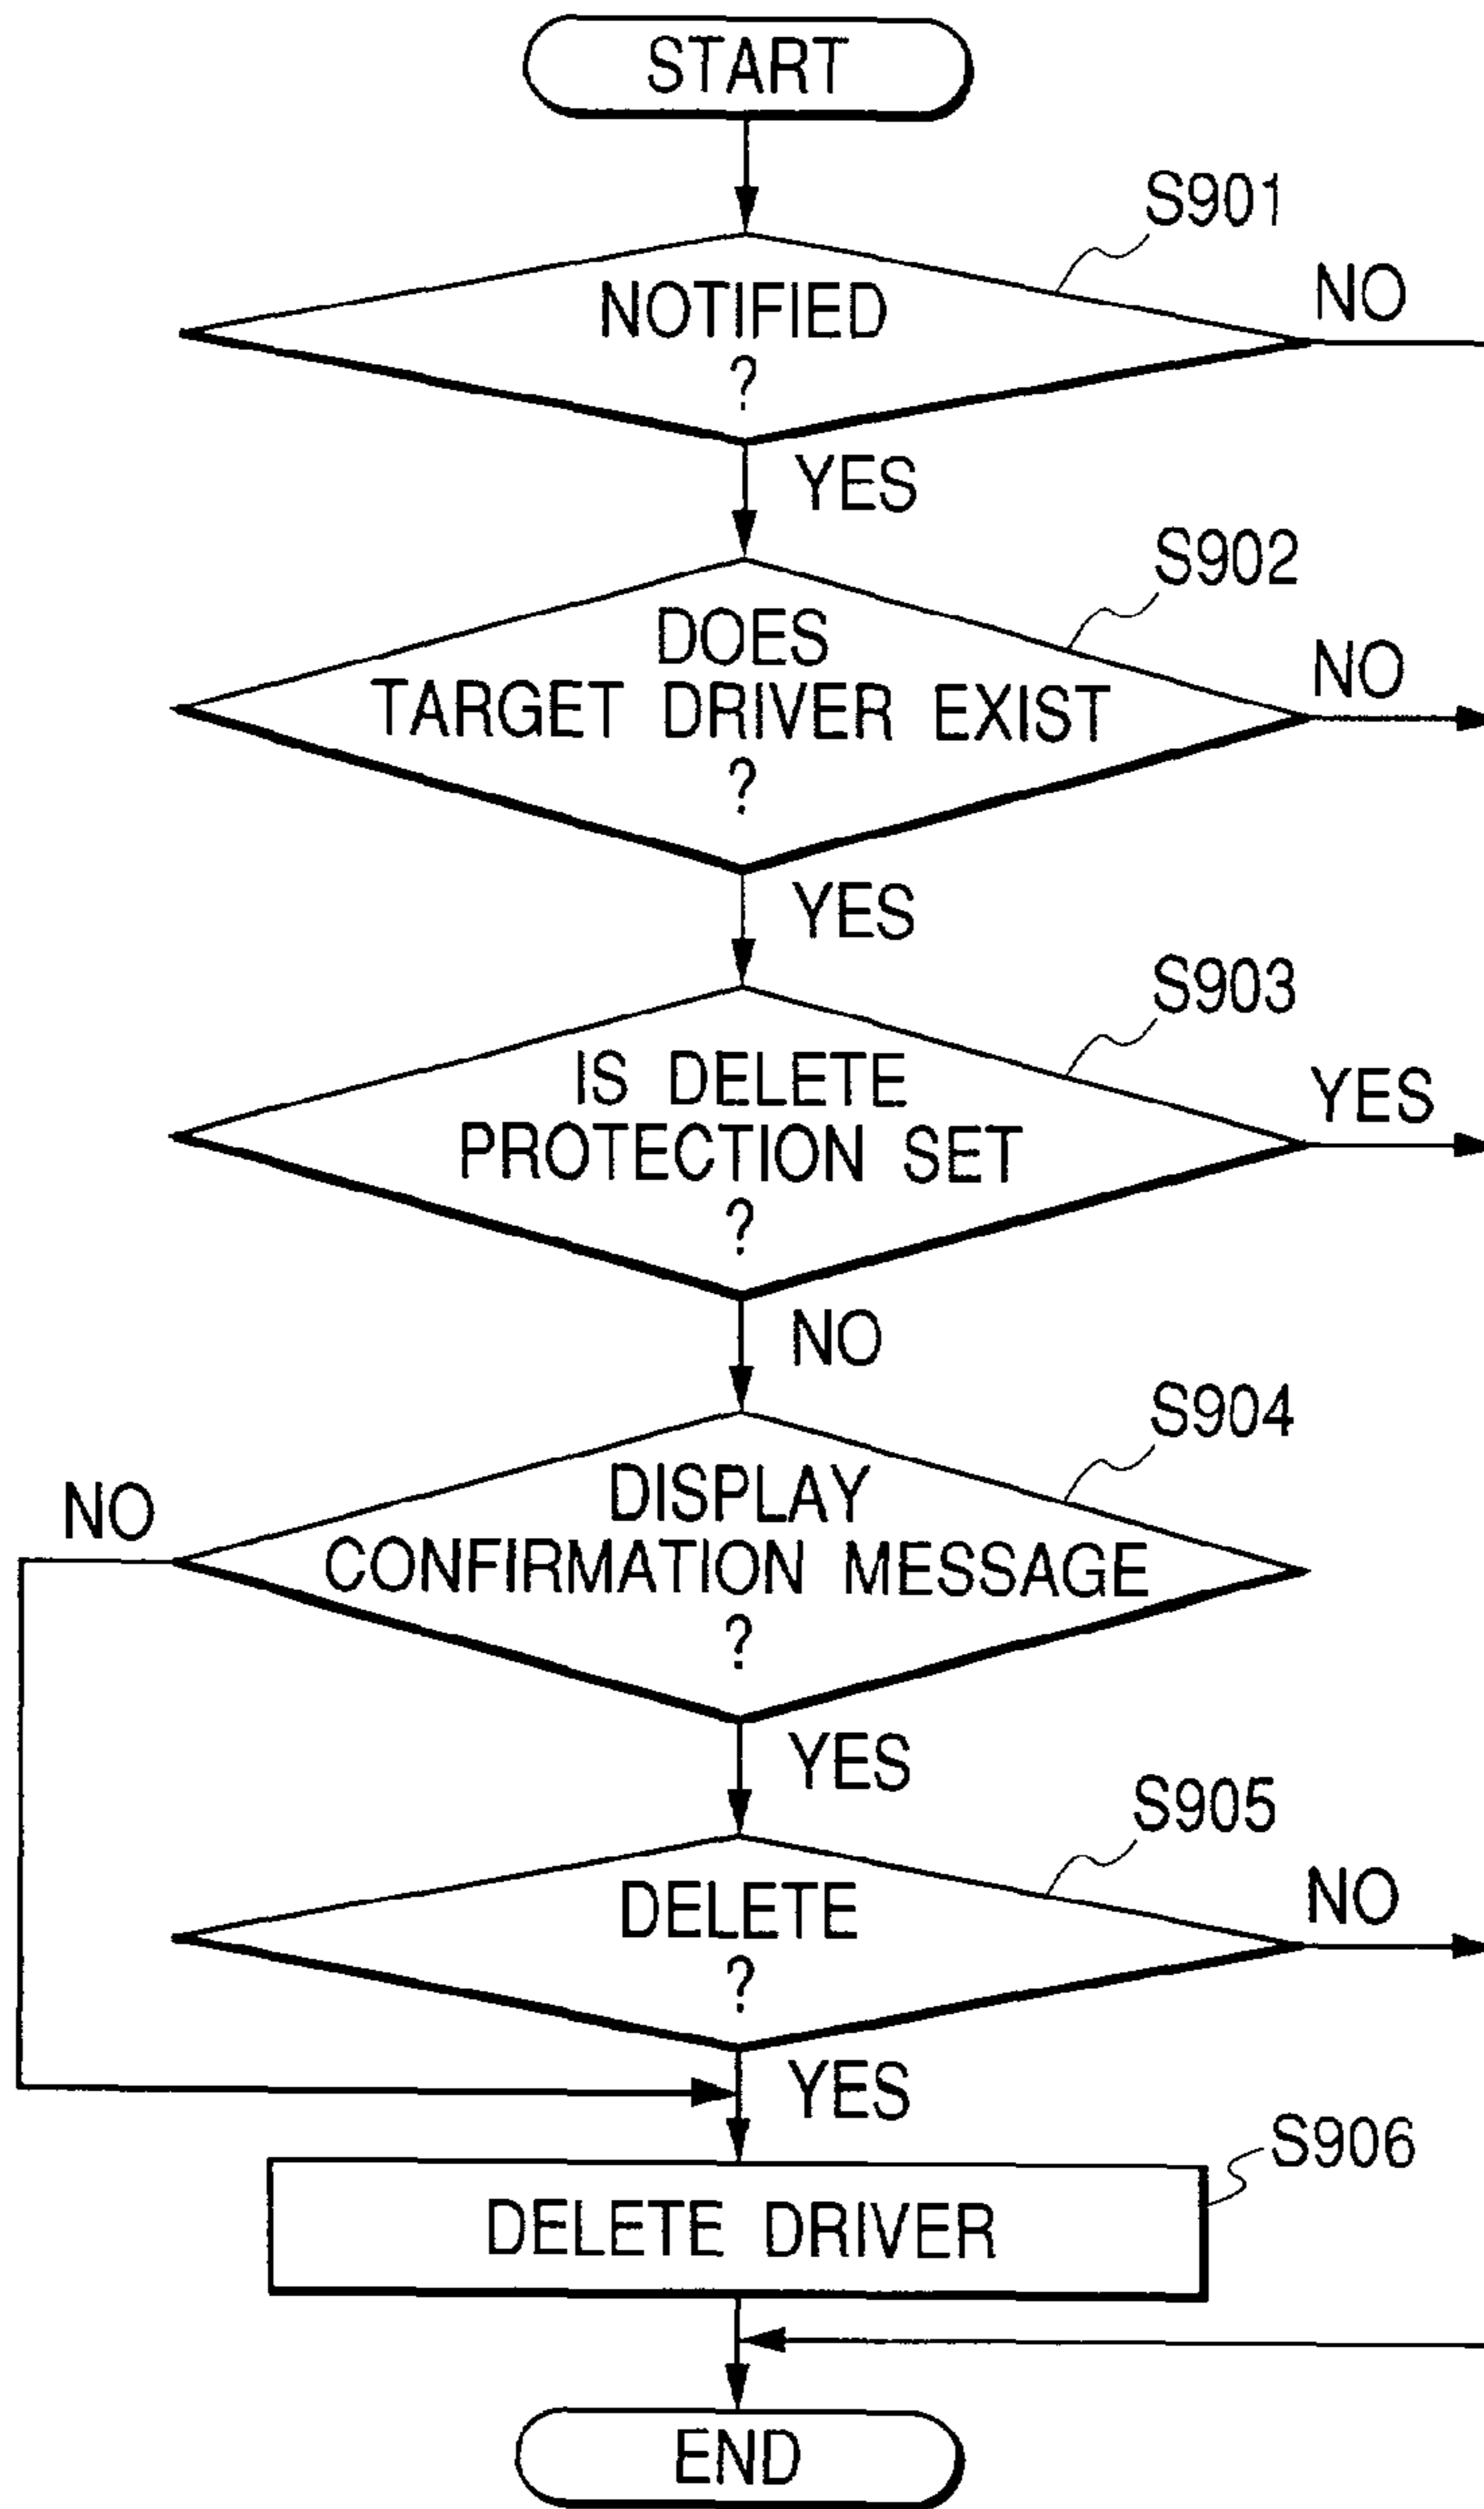 START
S901
NOTIFIED
?
NO
YES
S902
DOES
TARGET DRIVER EXIST
?
NO
YES
S903
IS DELETE
PROTECTION SET
?
YES
NO
S904
DISPLAY
CONFIRMATION MESSAGE
?
NO
YES
S905
DELETE
?
NO
YES
S906
DELETE DRIVER
END